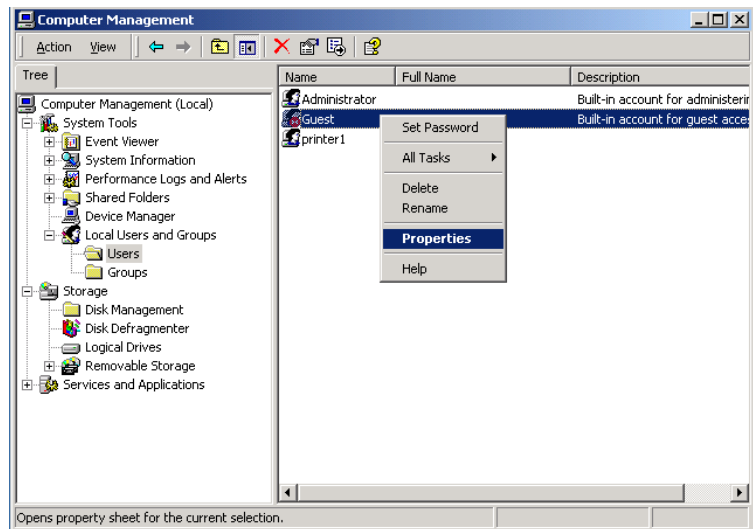 Computer Management
Action View
Tree
Name Full Name Description
Computer Management (Local)
System Tools
Event Viewer
System Information
Performance Logs and Alerts
Shared Folders
Device Manager
Local Users and Groups
Users
Groups
Storage
Disk Management
Disk Defragmenter
Logical Drives
Removable Storage
Services and Applications
Administrator Built-in account for administerin
Guest Built-in account for guest acces
printer1
Set Password
All Tasks
Delete
Rename
Properties
Help
Opens property sheet for the current selection.